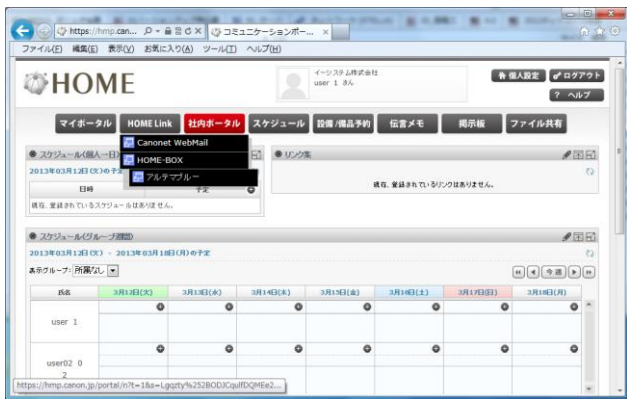 https://hmp.can...
コミュニケーションポー...
ファイル(F) 編集(E) 表示(V) お気に入り(A) ツール(T) ヘルプ(H)
HOME
イーシステム株式会社
user 1 さん
個人設定 ログアウト
? ヘルプ
マイポータル HOME Link 社内ポータル スケジュール 設備/備品予約 伝言メモ 掲示板 ファイル共有
Canonet WebMail
HOME-BOX
アルテマブルー
スケジュール(個人一日)
2013年03月12日(火)の予定
日時 予定
現在、登録されているスケジュールはありません。
リンク集
現在、登録されているリンクはありません。
スケジュール(グループ週間)
2013年03月12日(火) - 2013年03月18日(月)の予定
表示グループ: 所属なし
今週
氏名 3月12日(火) 3月13日(水) 3月14日(木) 3月15日(金) 3月16日(土) 3月17日(日) 3月18日(月)
user 1
user02 0
2